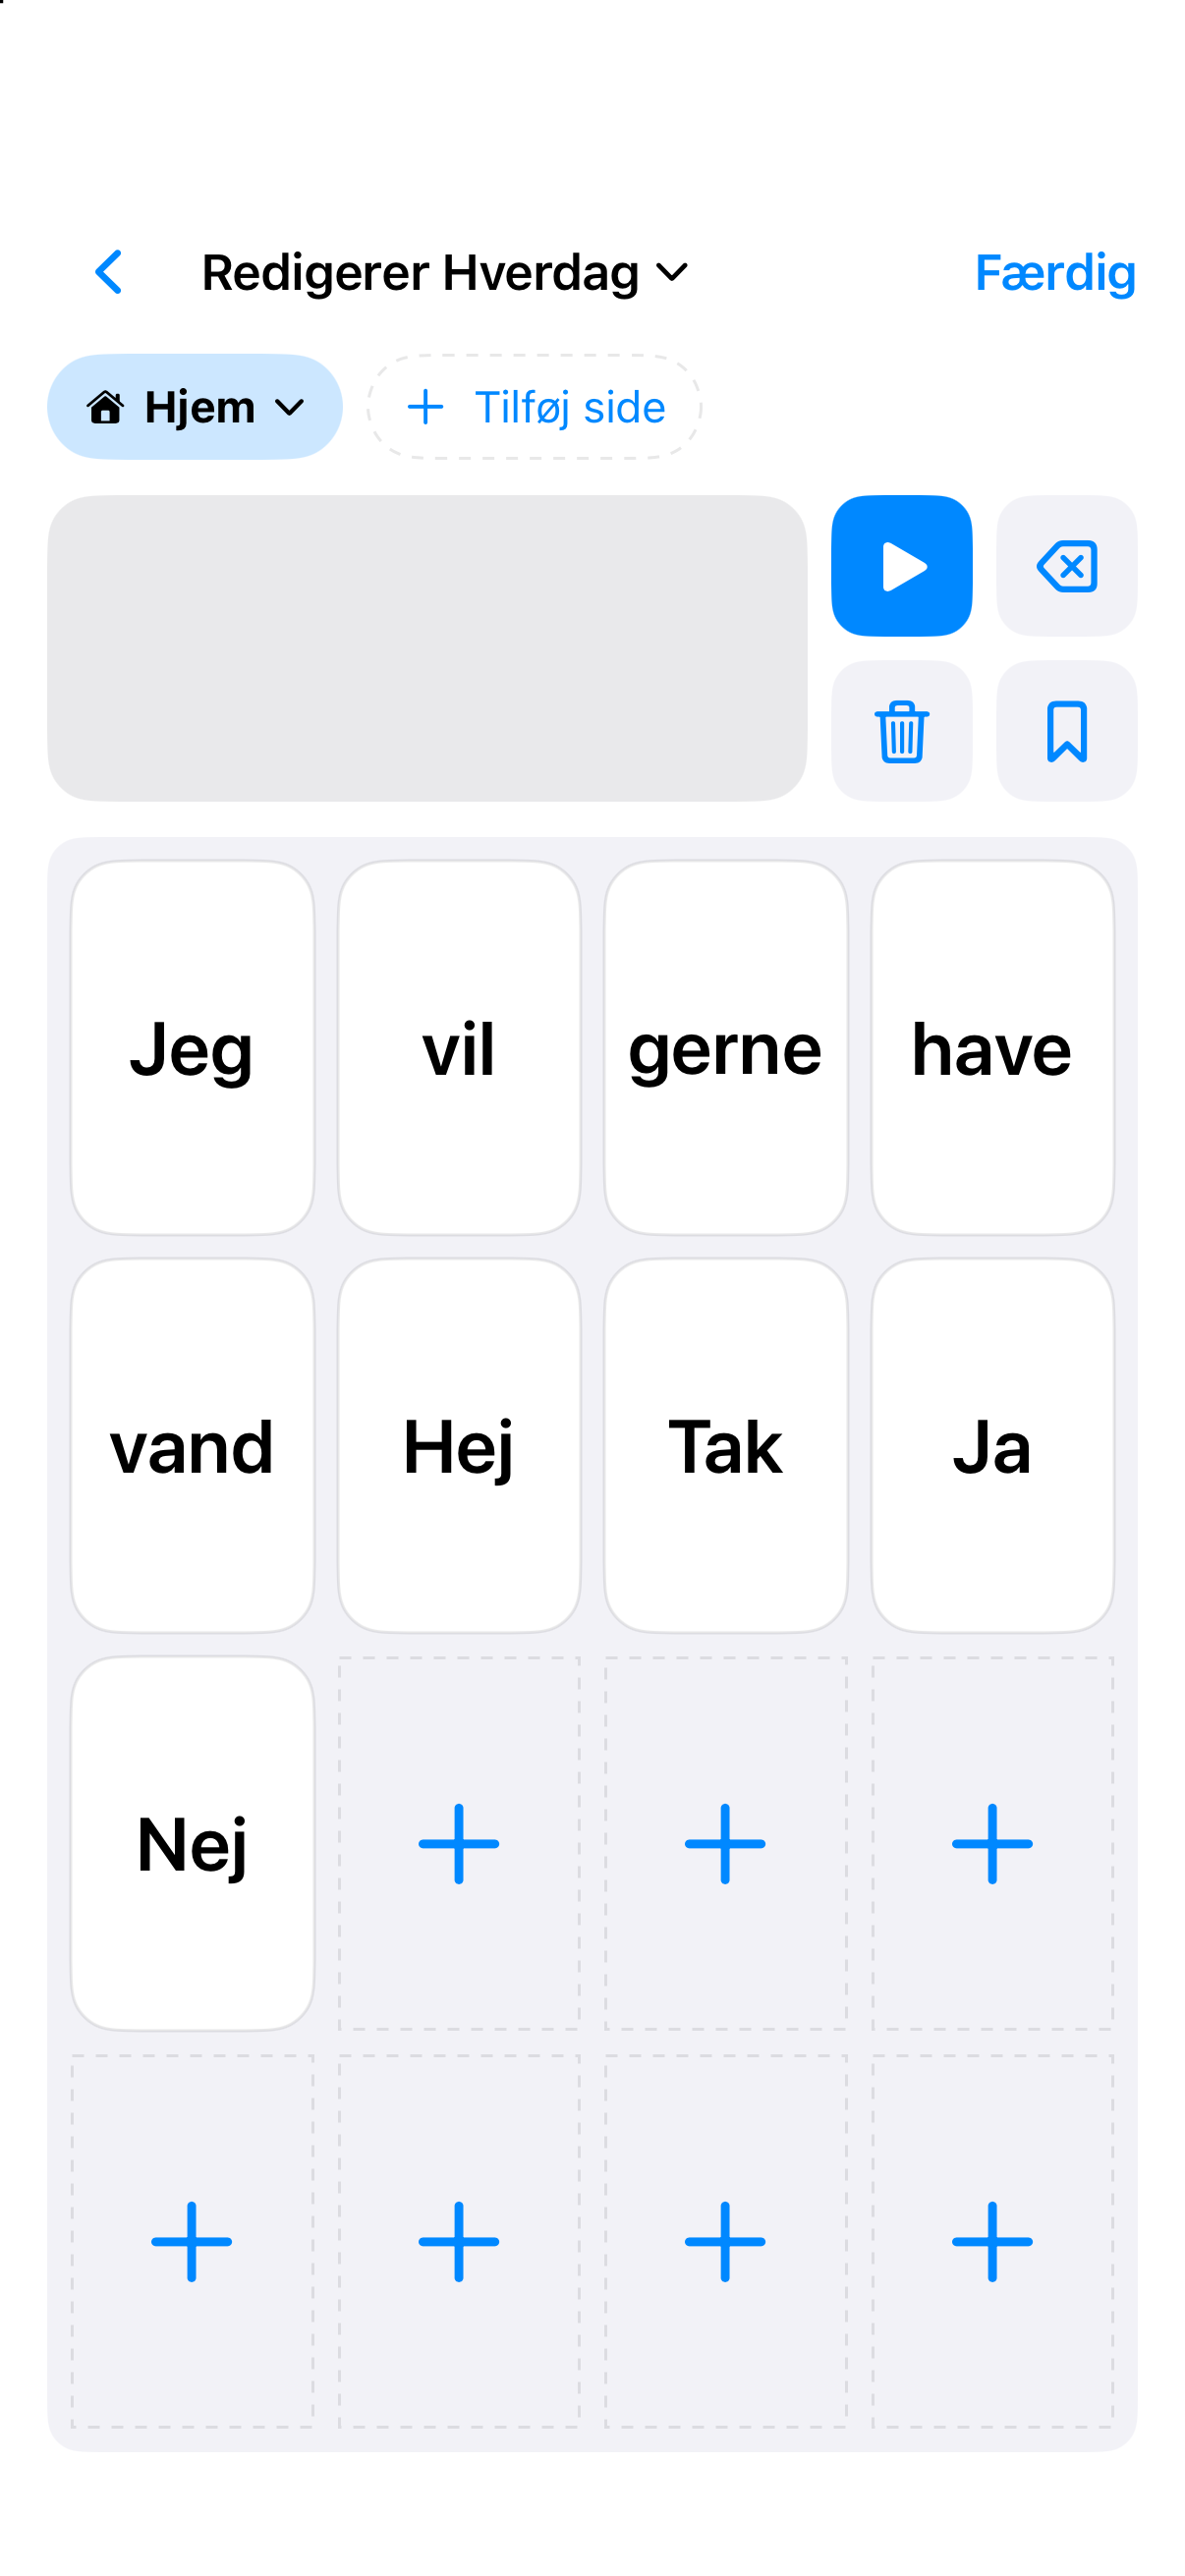 Redigerer Hverdag
Færdig
Hjem
Tilføj side
Jeg
vil
gerne
have
vand
Hej
Tak
Ja
Nej